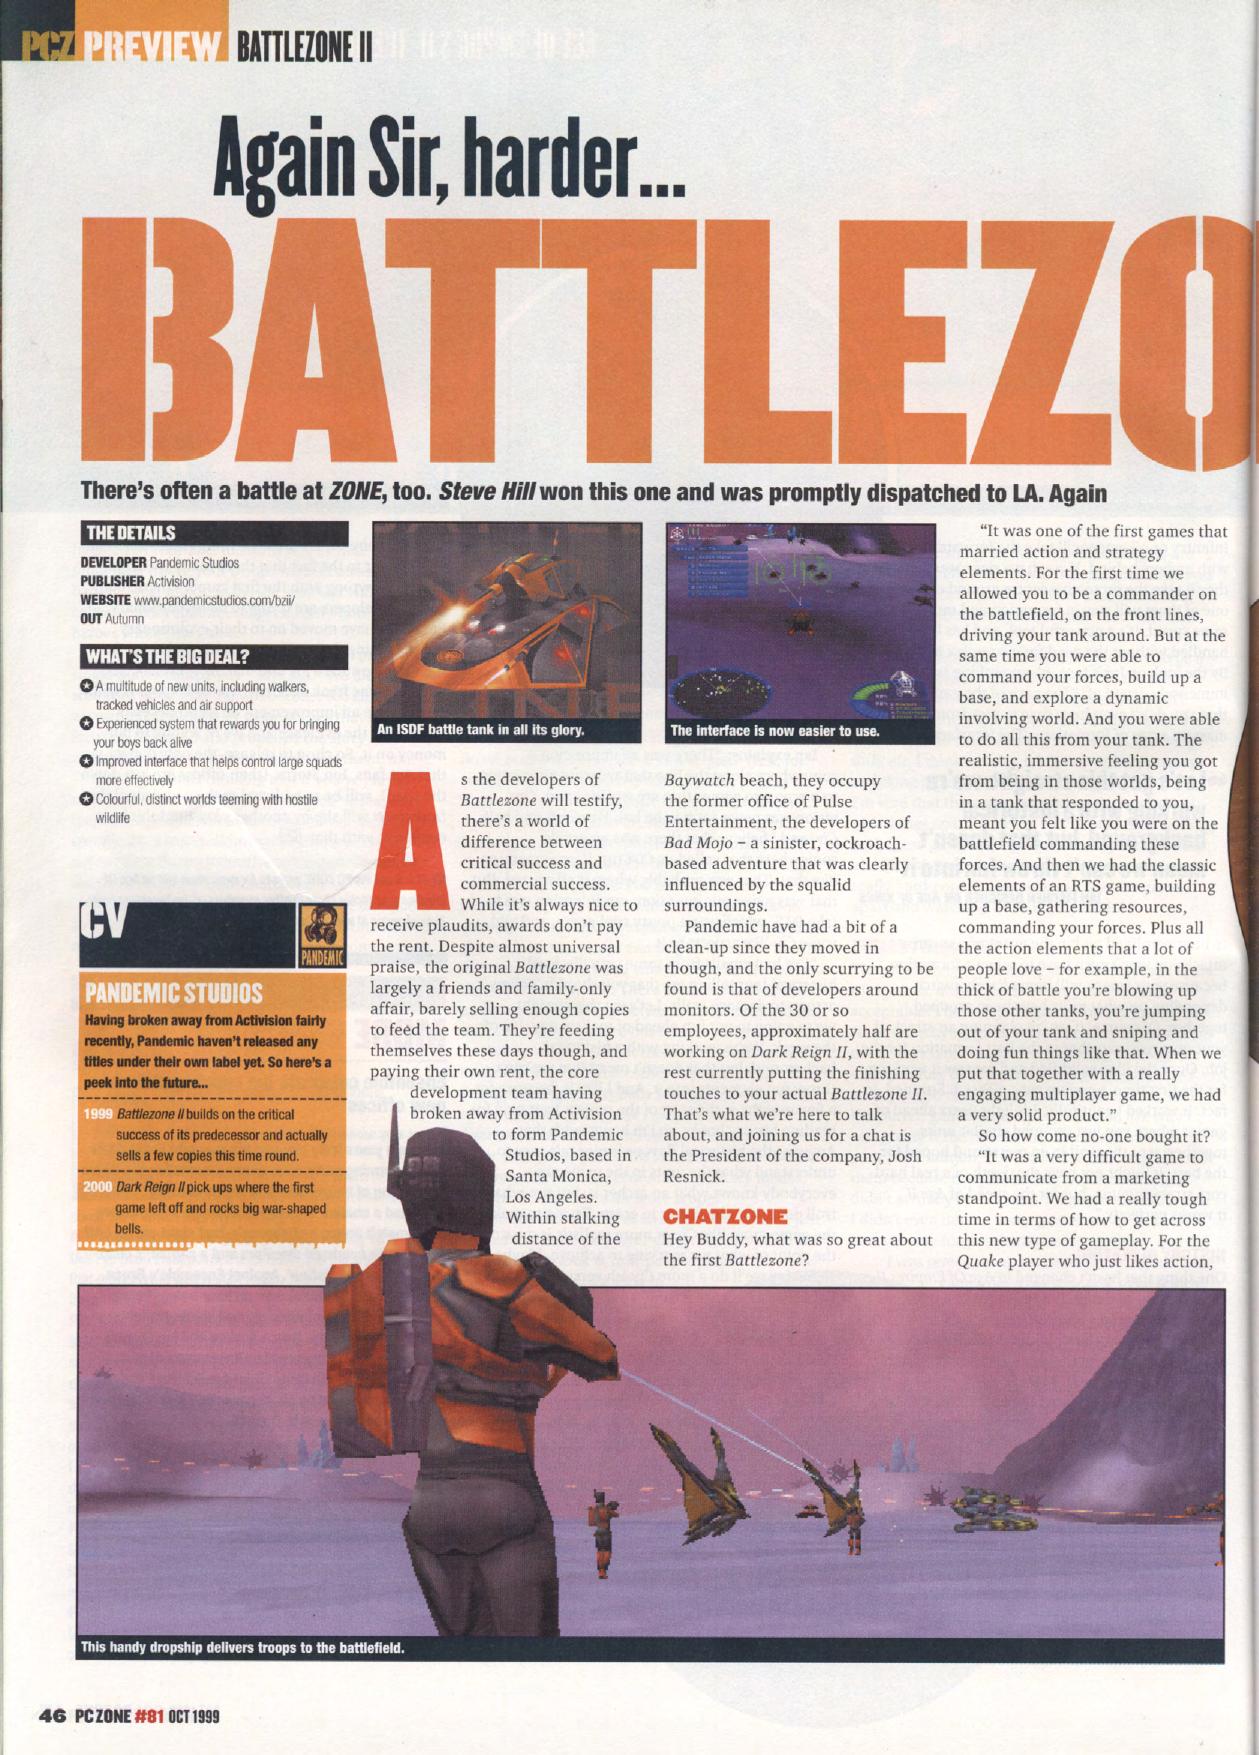 PCZ PREVIEW BATTLEZONE II
Again Sir, harder...
BATTLEZO
There's often a battle at ZONE, too. Steve Hill won this one and was promptly dispatched to LA. Again
THE DETAILS
DEVELOPER Pandemic Studios
PUBLISHER Activision
WEBSITE www.pandemicstudios.com/bzii/
OUT Autumn
WHAT'S THE BIG DEAL?
A multitude of new units, including walkers,
tracked vehicles and air support
Experienced system that rewards you for bringing
your boys back alive
Improved interface that helps control large squads
more effectively
Colourful, distinct worlds teeming with hostile
wildlife
CV
PANDEMIC
PANDEMIC STUDIOS
Having broken away from Activision fairly
recently, Pandemic haven't released any
titles under their own label yet. So here's a
peek into the future...
1999 Battlezone II builds on the critical
success of its predecessor and actually
sells a few copies this time round.
2000 Dark Reign II pick ups where the first
game left off and rocks big war-shaped
bells.
An ISDF battle tank in all its glory.
The interface is now easier to use.
As the developers of
Battlezone will testify,
there's a world of
difference between
critical success and
commercial success.
While it's always nice to
receive plaudits, awards don't pay
the rent. Despite almost universal
praise, the original Battlezone was
largely a friends and family-only
affair, barely selling enough copies
to feed the team. They're feeding
themselves these days though, and
paying their own rent, the core
development team having
broken away from Activision
to form Pandemic
Studios, based in
Santa Monica,
Los Angeles.
Within stalking
distance of the
Baywatch beach, they occupy
the former office of Pulse
Entertainment, the developers of
Bad Mojo – a sinister, cockroach-
based adventure that was clearly
influenced by the squalid
surroundings.
Pandemic have had a bit of a
clean-up since they moved in
though, and the only scurrying to be
found is that of developers around
monitors. Of the 30 or so
employees, approximately half are
working on Dark Reign II, with the
rest currently putting the finishing
touches to your actual Battlezone II.
That's what we're here to talk
about, and joining us for a chat is
the President of the company, Josh
Resnick.
CHATZONE
Hey Buddy, what was so great about
the first Battlezone?
“It was one of the first games that
married action and strategy
elements. For the first time we
allowed you to be a commander on
the battlefield, on the front lines,
driving your tank around. But at the
same time you were able to
command your forces, build up a
base, and explore a dynamic
involving world. And you were able
to do all this from your tank. The
realistic, immersive feeling you got
from being in those worlds, being
in a tank that responded to you,
meant you felt like you were on the
battlefield commanding these
forces. And then we had the classic
elements of an RTS game, building
up a base, gathering resources,
commanding your forces. Plus all
the action elements that a lot of
people love – for example, in the
thick of battle you're blowing up
those other tanks, you're jumping
out of your tank and sniping and
doing fun things like that. When we
put that together with a really
engaging multiplayer game, we had
a very solid product.”
So how come no-one bought it?
“It was a very difficult game to
communicate from a marketing
standpoint. We had a really tough
time in terms of how to get across
this new type of gameplay. For the
Quake player who just likes action,
This handy dropship delivers troops to the battlefield.
46 PC ZONE #81 OCT 1999